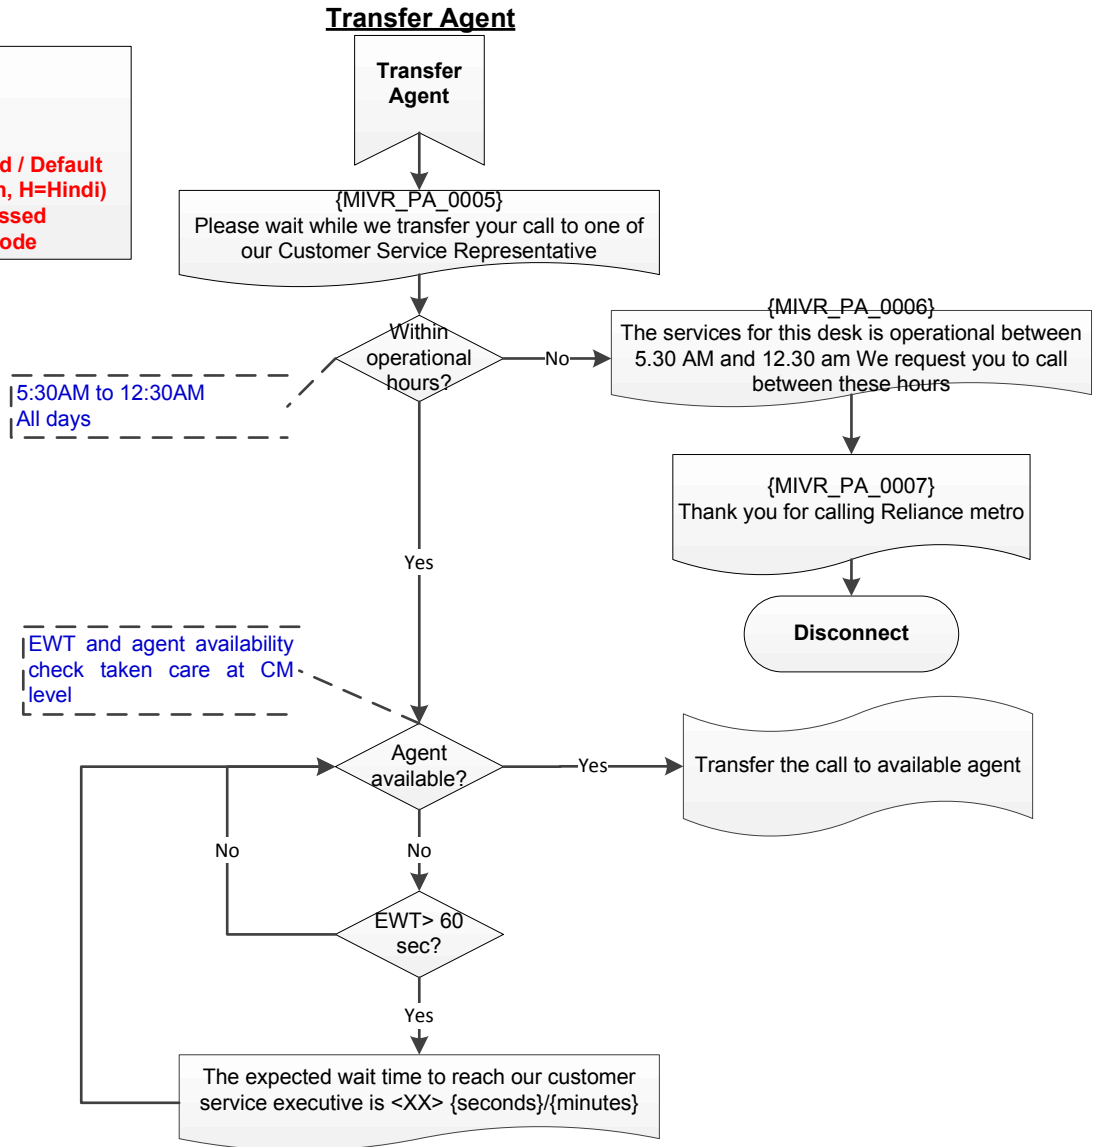 Transfer Agent
Transfer
Agent
d / Default
, H=Hindi)
ssed
ode
{MIVR_PA_0005}
Please wait while we transfer your call to one of
our Customer Service Representative
Within
operational
hours?
No
{MIVR_PA_0006}
The services for this desk is operational between
5.30 AM and 12.30 am We request you to call
between these hours
5:30AM to 12:30AM
All days
{MIVR_PA_0007}
Thank you for calling Reliance metro
Yes
Disconnect
EWT and agent availability
check taken care at CM
level
Agent
available?
Yes
Transfer the call to available agent
No
No
EWT> 60
sec?
Yes
The expected wait time to reach our customer
service executive is <XX> {seconds}/{minutes}